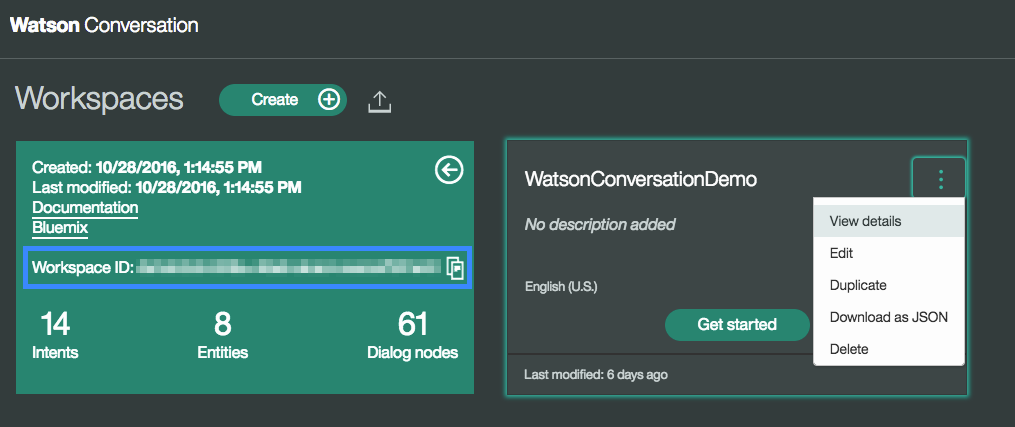 Watson Conversation
Workspaces
Create
Created: 10/28/2016, 1:14:55 PM
Last modified: 10/28/2016, 1:14:55 PM
Documentation
Bluemix
Workspace ID:
14 8 61
Intents Entities Dialog nodes
WatsonConversationDemo
No description added
English (U.S.)
Get started
Last modified: 6 days ago
View details
Edit
Duplicate
Download as JSON
Delete